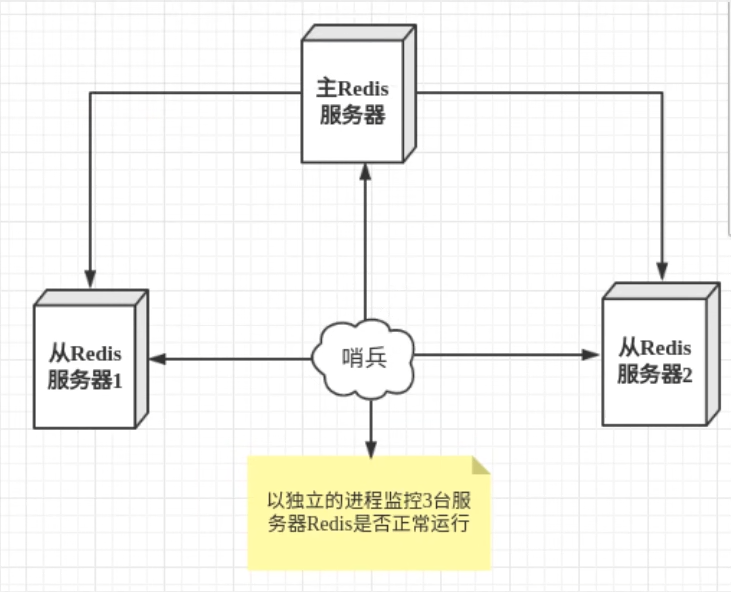 主Redis
服务器
从Redis
服务器1
哨兵
从Redis
服务器2
以独立的进程监控3台服
务器Redis是否正常运行